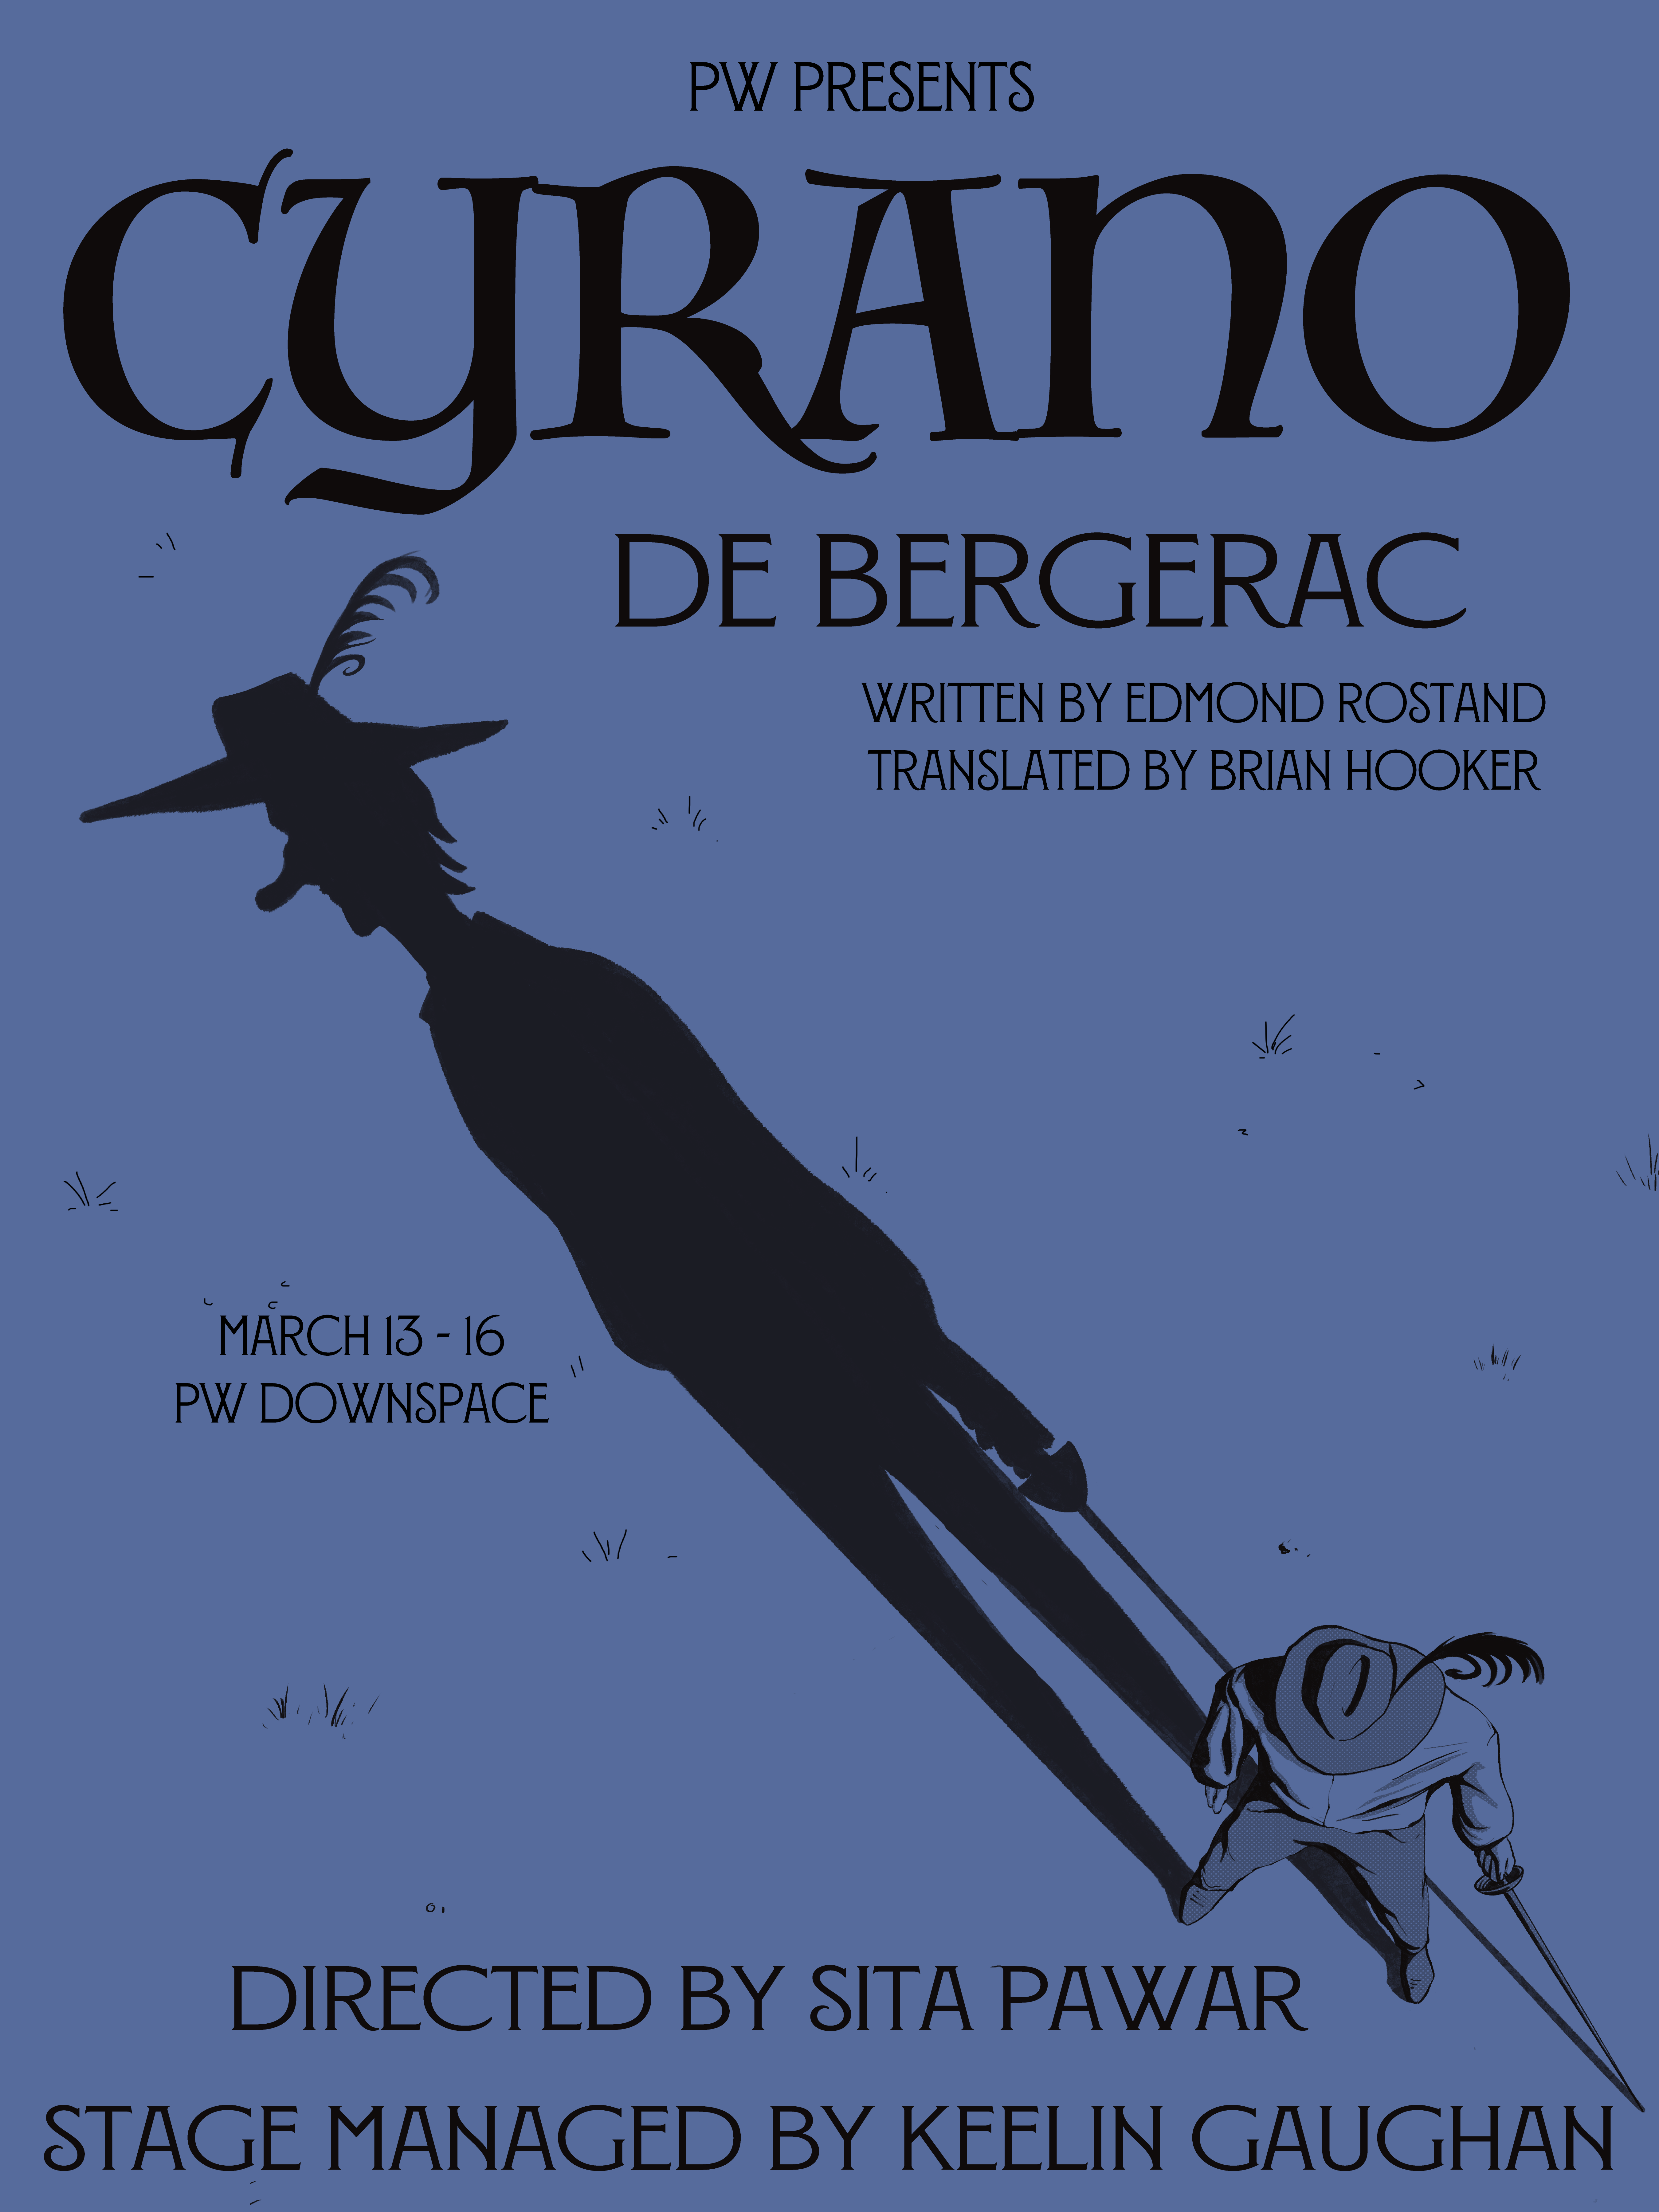 PW PRESENTS
CYRANO
DE BERGERAC
WRITTEN BY EDMOND ROSTAND
TRANSLATED BY BRIAN HOOKER
MARCH 13 - 16
PW DOWNSPACE
DIRECTED BY SITA PAWAR
STAGE MANAGED BY KEELIN GAUGHAN